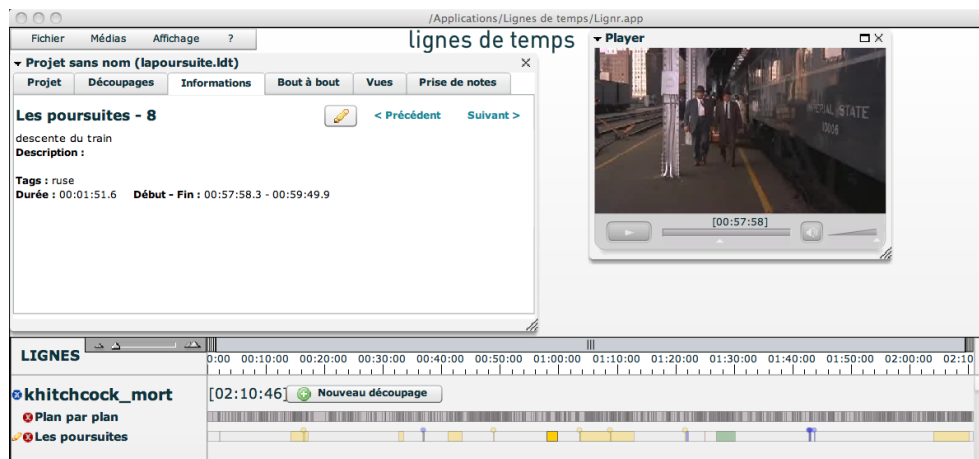 /Applications/Lignes de temps/Lignr.app
Fichier Médias Affichage ?
lignes de temps
Player
Projet sans nom (lapoursuite.ldt)
Projet Découpages Informations Bout à bout Vues Prise de notes
Les poursuites - 8
< Précédent Suivant >
descente du train
Description :
Tags : ruse
Durée : 00:01:51.6 Début - Fin : 00:57:58.3 - 00:59:49.9
IMPERIAL STATE
10006
[00:57:58]
LIGNES
0:00 00:10:00 00:20:00 00:30:00 00:40:00 00:50:00 01:00:00 01:10:00 01:20:00 01:30:00 01:40:00 01:50:00 02:00:00 02:10
khitchcock_mort
[02:10:46] Nouveau découpage
Plan par plan
Les poursuites